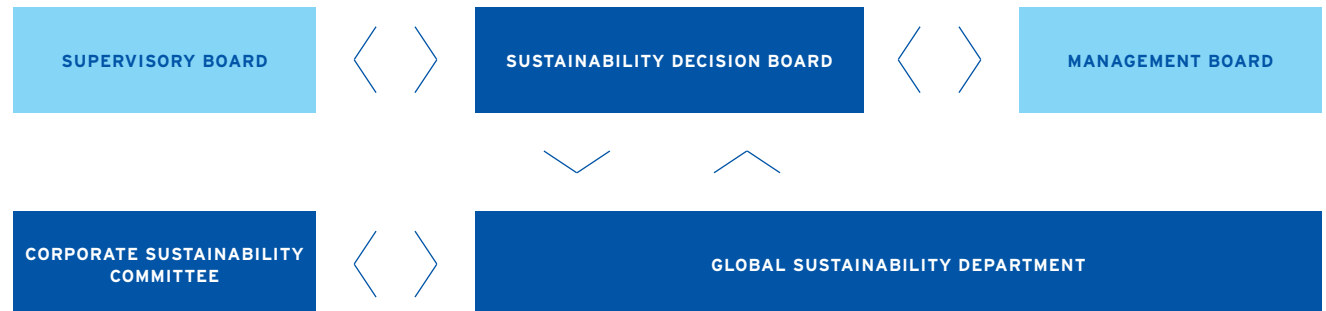 SUPERVISORY BOARD
SUSTAINABILITY DECISION BOARD
MANAGEMENT BOARD
CORPORATE SUSTAINABILITY
COMMITTEE
GLOBAL SUSTAINABILITY DEPARTMENT